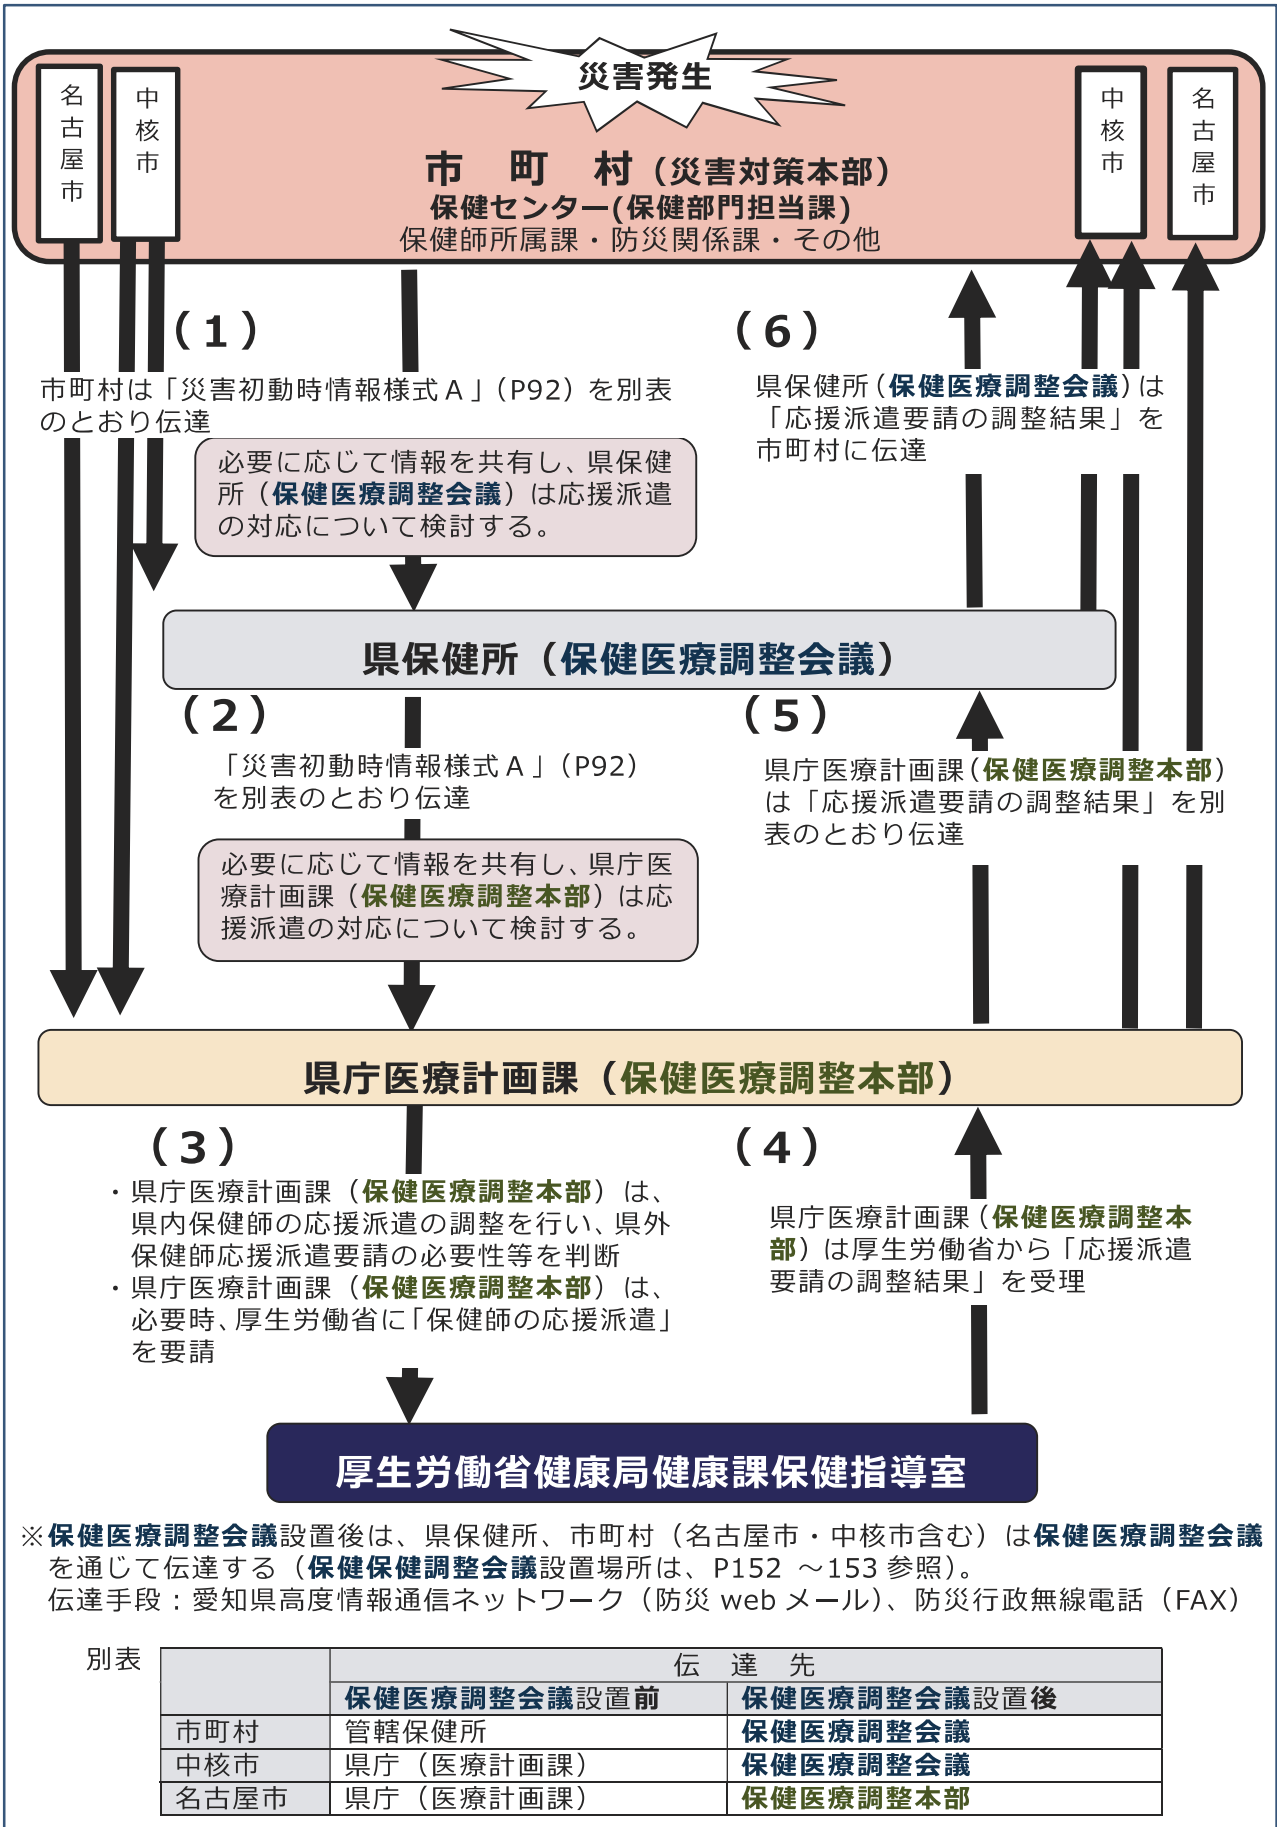 災害発生
名古屋市
中核市
中核市
名古屋市
市　町　村（災害対策本部）
保健センター(保健部門担当課)
保健師所属課・防災関係課・その他
（１）
市町村は「災害初動時情報様式Ａ」（P92）を別表
のとおり伝達
必要に応じて情報を共有し、県保健
所（保健医療調整会議）は応援派遣
の対応について検討する。
（６）
県保健所（保健医療調整会議）は
「応援派遣要請の調整結果」を
市町村に伝達
県保健所（保健医療調整会議）
（２）
「災害初動時情報様式Ａ」（P92）
を別表のとおり伝達
必要に応じて情報を共有し、県庁医
療計画課（保健医療調整本部）は応
援派遣の対応について検討する。
（５）
県庁医療計画課（保健医療調整本部）
は「応援派遣要請の調整結果」を別
表のとおり伝達
県庁医療計画課（保健医療調整本部）
（３）
・県庁医療計画課（保健医療調整本部）は、
県内保健師の応援派遣の調整を行い、県外
保健師応援派遣要請の必要性等を判断
・県庁医療計画課（保健医療調整本部）は、
必要時、厚生労働省に「保健師の応援派遣」
を要請
（４）
県庁医療計画課（保健医療調整本
部）は厚生労働省から「応援派遣
要請の調整結果」を受理
厚生労働省健康局健康課保健指導室
※保健医療調整会議設置後は、県保健所、市町村（名古屋市・中核市含む）は保健医療調整会議
を通じて伝達する（保健保健調整会議設置場所は、P152 ～153 参照）。
伝達手段：愛知県高度情報通信ネットワーク（防災 web メール）、防災行政無線電話（FAX）
別表
伝　達　先
保健医療調整会議設置前　保健医療調整会議設置後
市町村　管轄保健所　保健医療調整会議
中核市　県庁（医療計画課）　保健医療調整会議
名古屋市　県庁（医療計画課）　保健医療調整本部